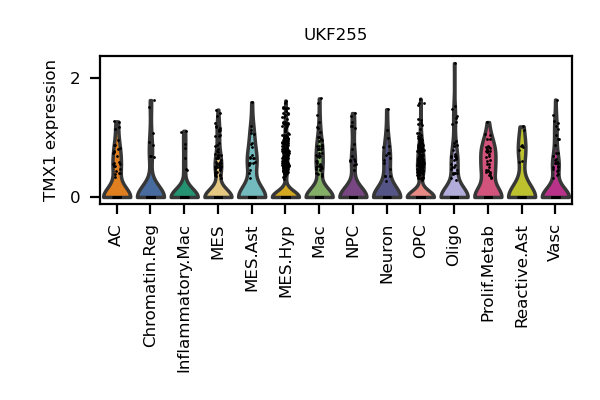 UKF255
TMX1 expression
2
0
AC
Chromatin.Reg
Inflammatory.Mac
MES
MES.Ast
MES.Hyp
Mac
NPC
Neuron
OPC
Oligo
Prolif.Metab
Reactive.Ast
Vasc